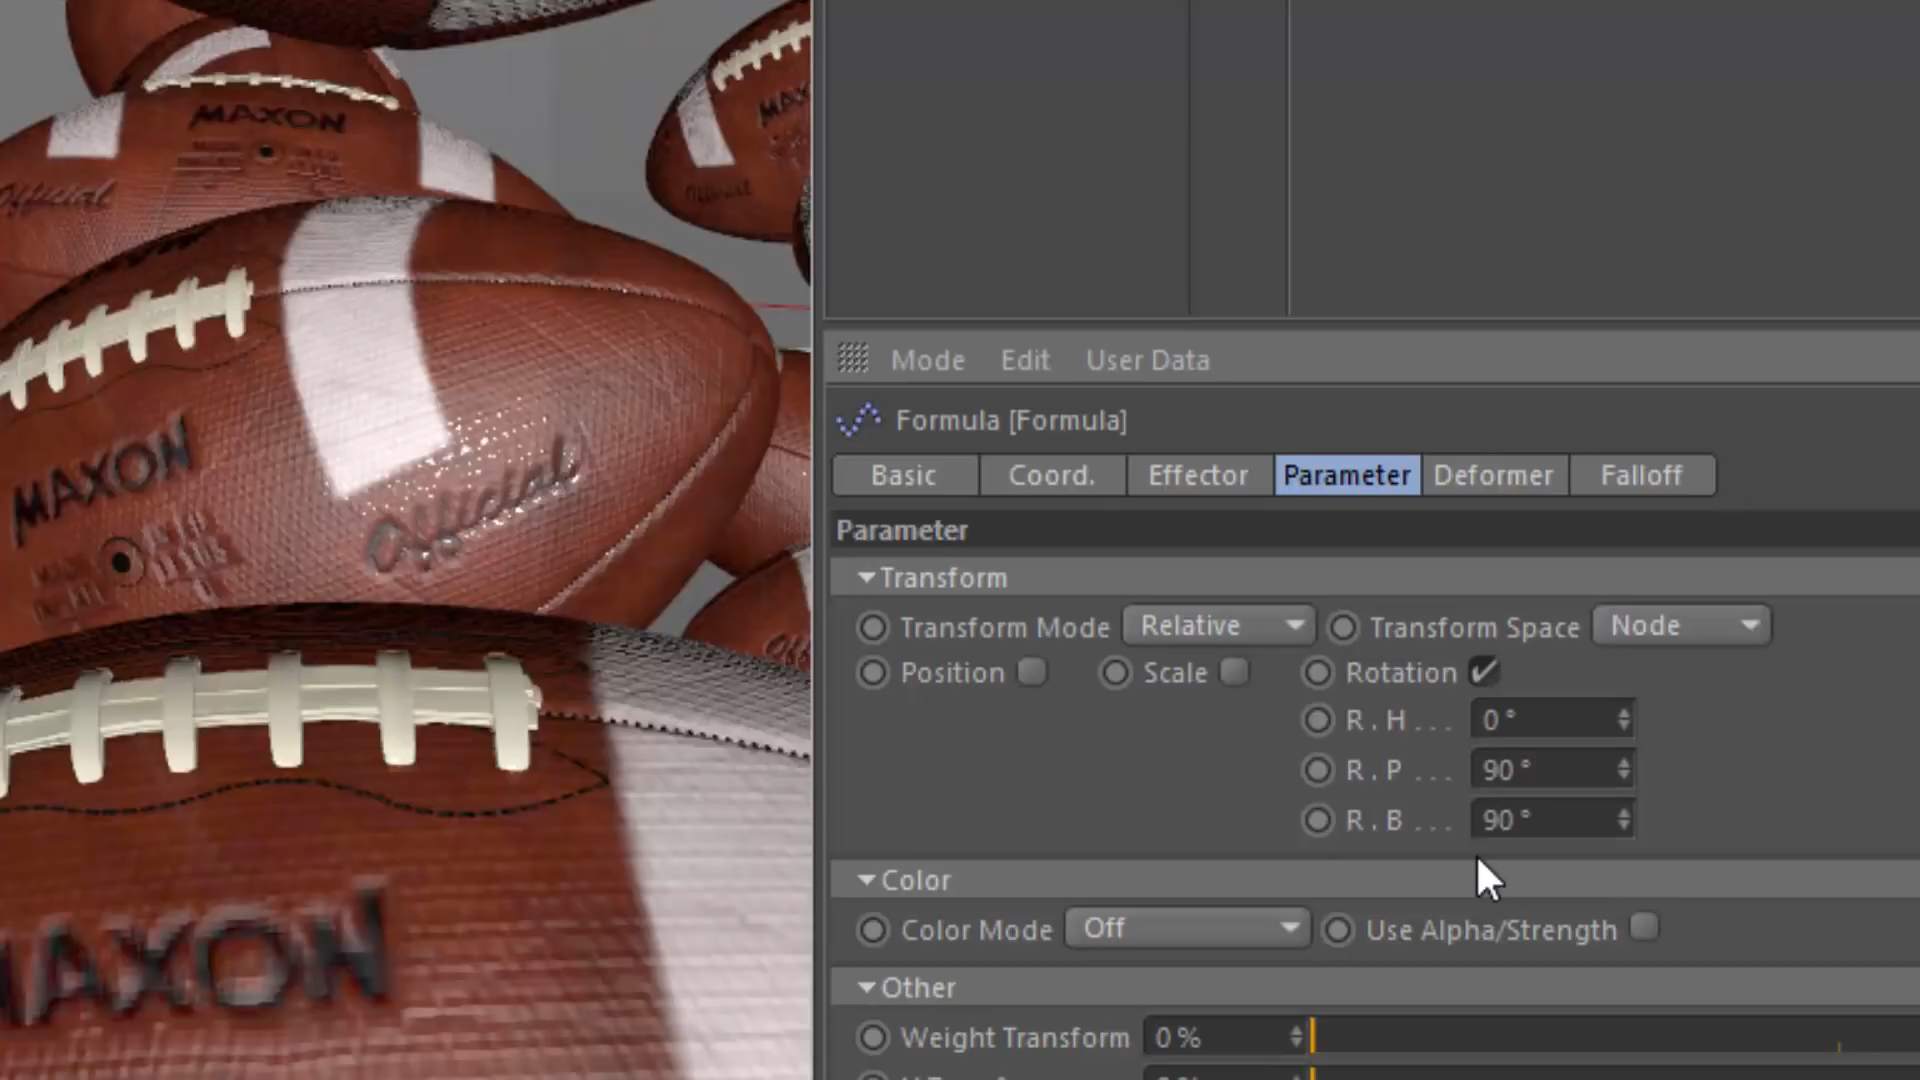 MAXON
MAX
Official
Official
MAXON
Official
MAXON
Mode Edit User Data
Formula [Formula]
Basic Coord. Effector Parameter Deformer Falloff
Parameter
Transform
Transform Mode Relative Transform Space Node
Position Scale Rotation
R . H . . . 0 °
R . P . . . 90 °
R . B . . . 90 °
Color
Color Mode Off Use Alpha/Strength
Other
Weight Transform 0 %